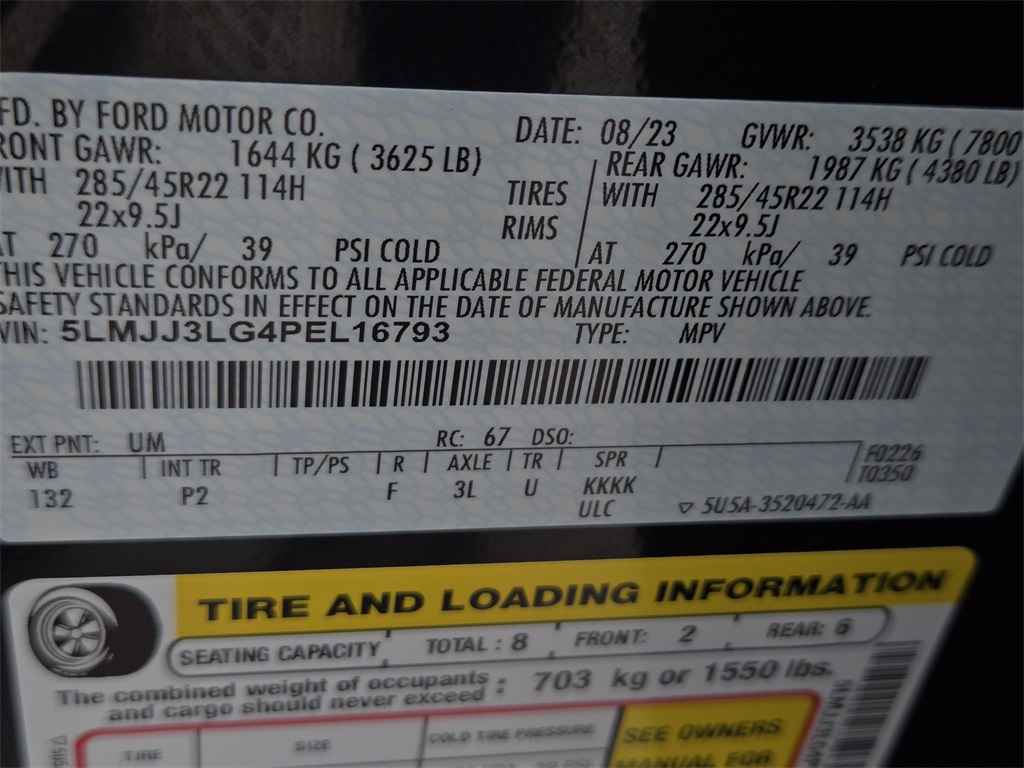 FD. BY FORD MOTOR CO. DATE: 08/23 GVWR: 3538 KG ( 7800
RONT GAWR: 1644 KG ( 3625 LB) REAR GAWR: 1987 KG ( 4380 LB)
WITH 285/45R22 114H TIRES WITH 285/45R22 114H
22x9.5J RIMS 22x9.5J
AT 270 kPa/ 39 PSI COLD AT 270 kPa/ 39 PSI COLD
THIS VEHICLE CONFORMS TO ALL APPLICABLE FEDERAL MOTOR VEHICLE
SAFETY STANDARDS IN EFFECT ON THE DATE OF MANUFACTURE SHOWN ABOVE.
VIN: 5LMJJ3LG4PEL16793 TYPE: MPV
EXT PNT: UM RC: 67 DSO:
WB INT TR TP/PS R AXLE TR SPR F0226
132 P2 F 3L U KKKK T0350
ULC ▽ 5U5A-3520472-AA
TIRE AND LOADING INFORMATION
SEATING CAPACITY TOTAL : 8 FRONT: 2 REAR: 6
The combined weight of occupants and cargo should never exceed : 703 kg or 1550 lbs.
TIRE SIZE COLD TIRE PRESSURE SEE OWNERS
MANUAL FOR